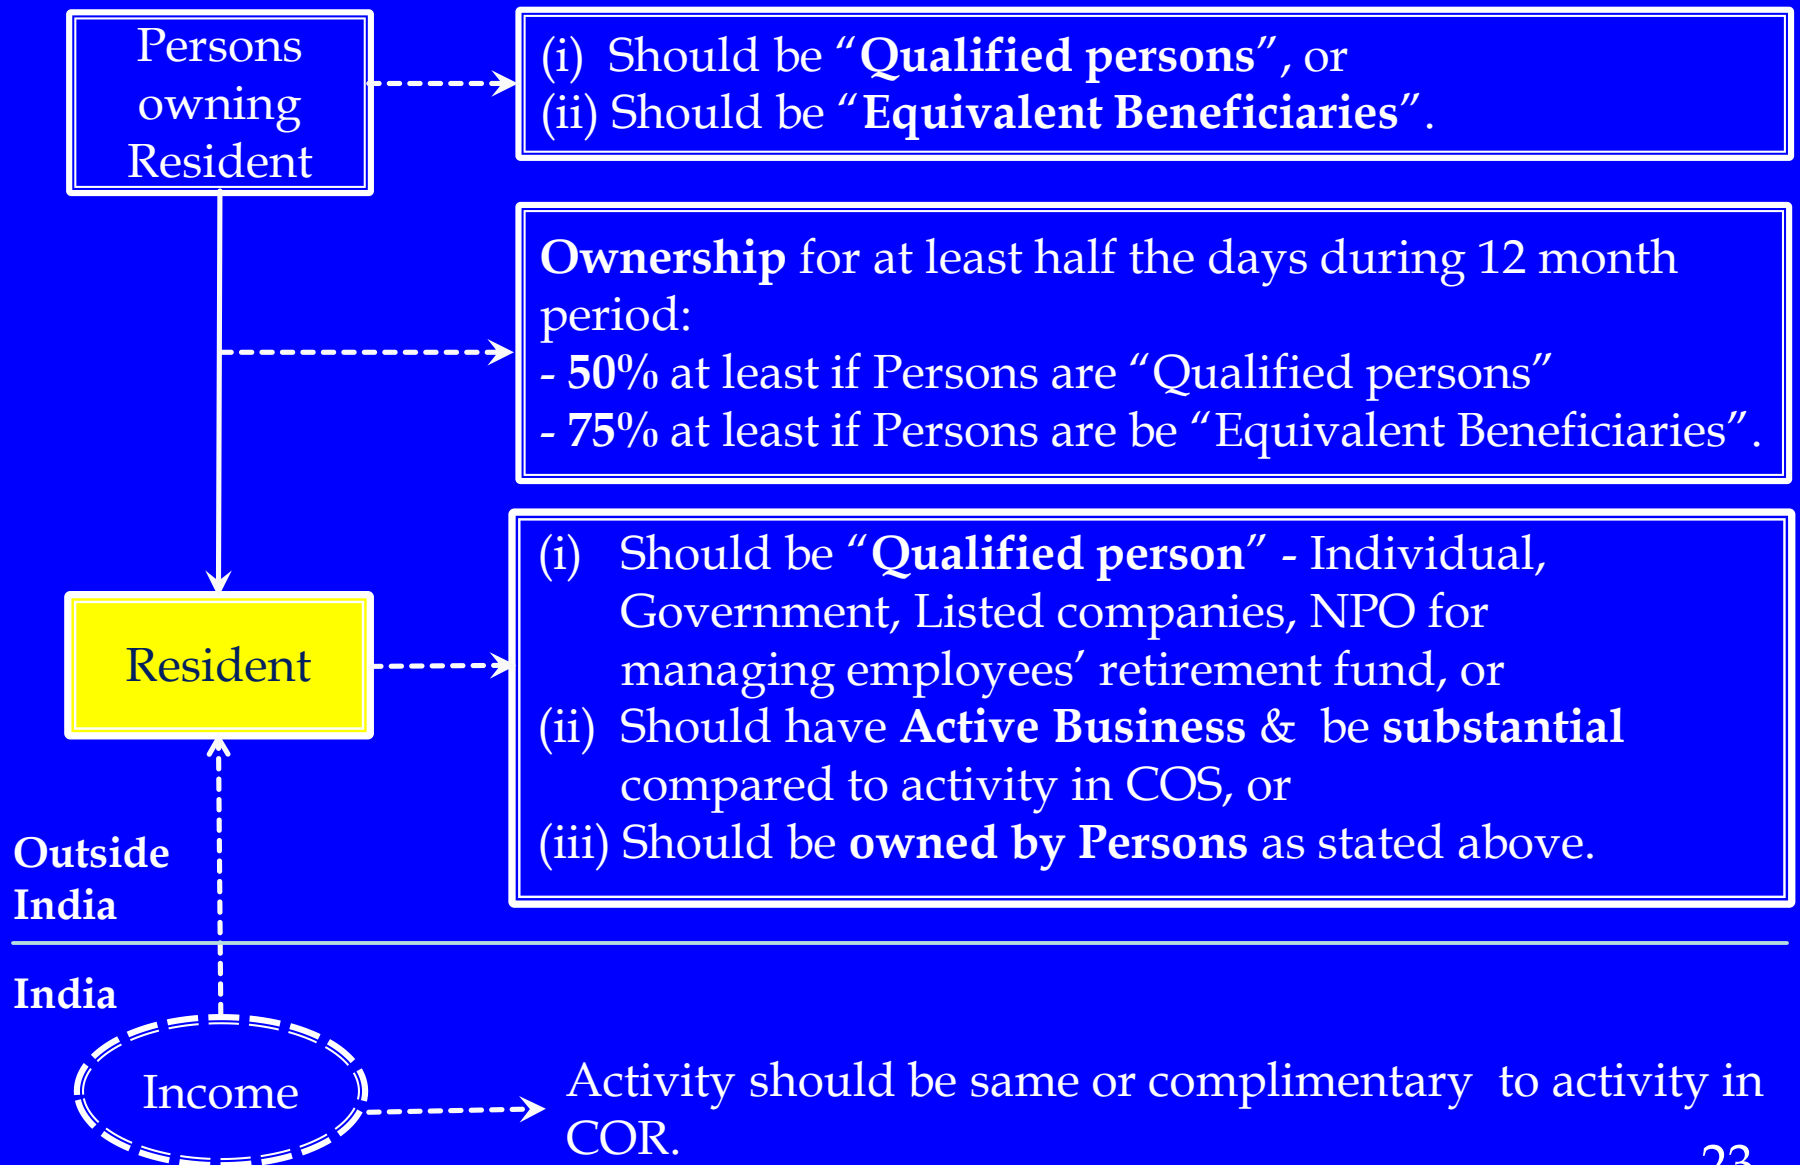 Persons
owning
Resident
(i) Should be “Qualified persons”, or
(ii) Should be “Equivalent Beneficiaries”.
Ownership for at least half the days during 12 month
period:
- 50% at least if Persons are “Qualified persons”
- 75% at least if Persons are be “Equivalent Beneficiaries”.
Resident
(i) Should be “Qualified person” - Individual,
Government, Listed companies, NPO for
managing employees’ retirement fund, or
(ii) Should have Active Business & be substantial
compared to activity in COS, or
(iii) Should be owned by Persons as stated above.
Outside
India
India
Income
Activity should be same or complimentary to activity in
COR.
23